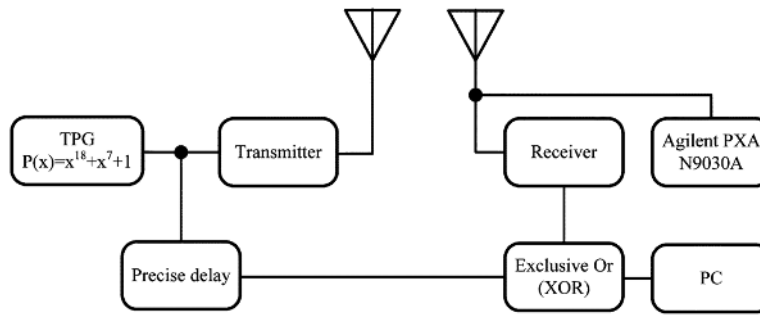 TPG
P(x)=x¹⁸+x⁷+1
Transmitter
Receiver
Agilent PXA
N9030A
Precise delay
Exclusive Or
(XOR)
PC